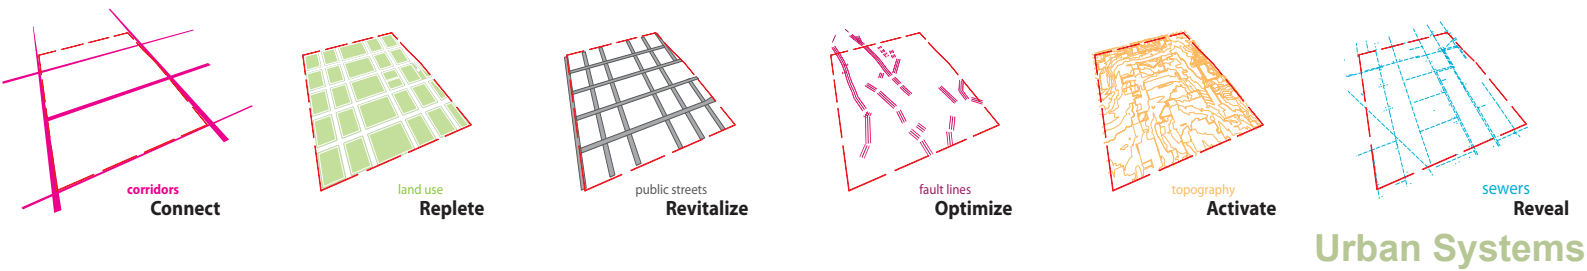 corridors
Connect
land use
Replete
public streets
Revitalize
fault lines
Optimize
topography
Activate
sewers
Reveal
Urban Systems